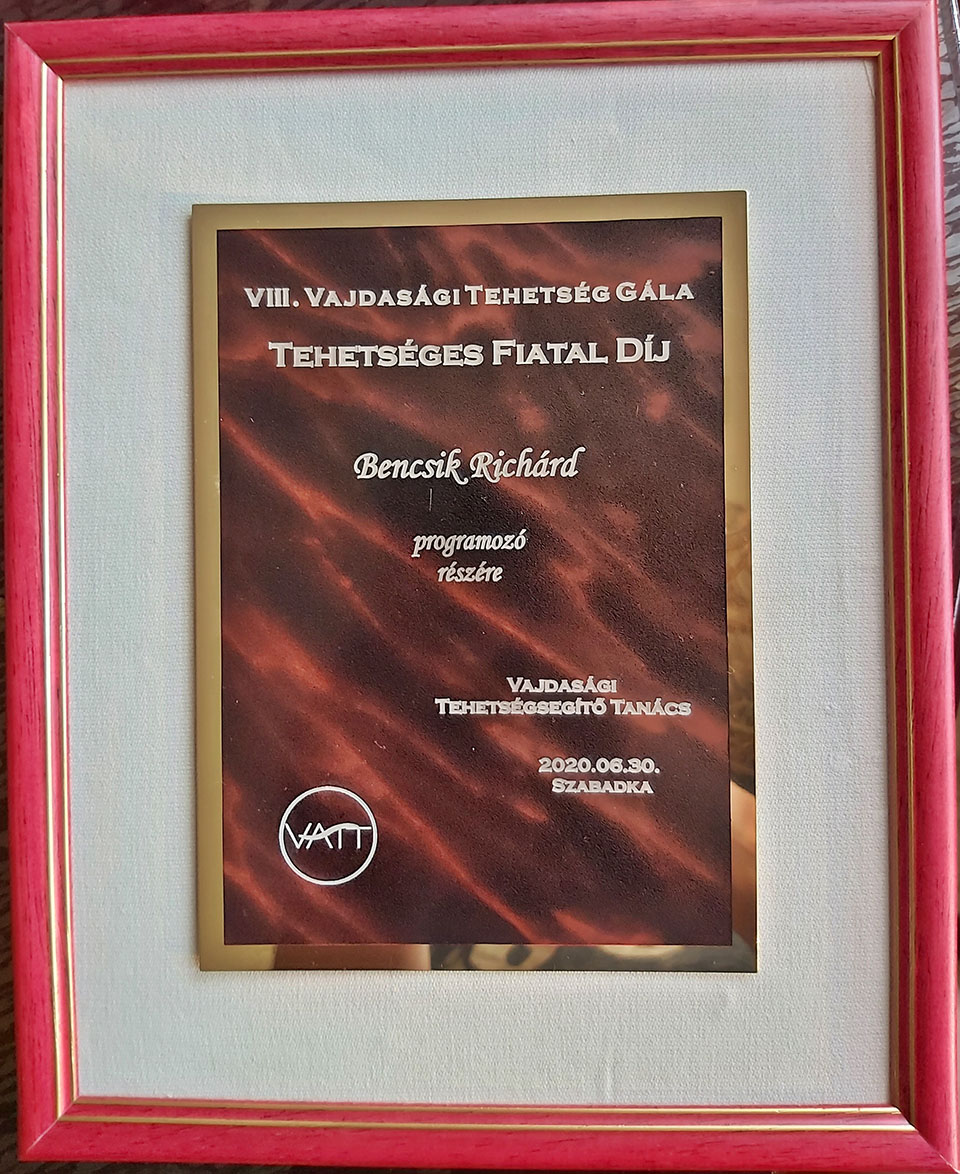 VIII. Vajdasági Tehetség Gála
Tehetséges Fiatal Díj
Bencsik Richárd
programozó
részére
Vajdasági
Tehetségsegítő Tanács
2020.06.30.
Szabadka
VATT